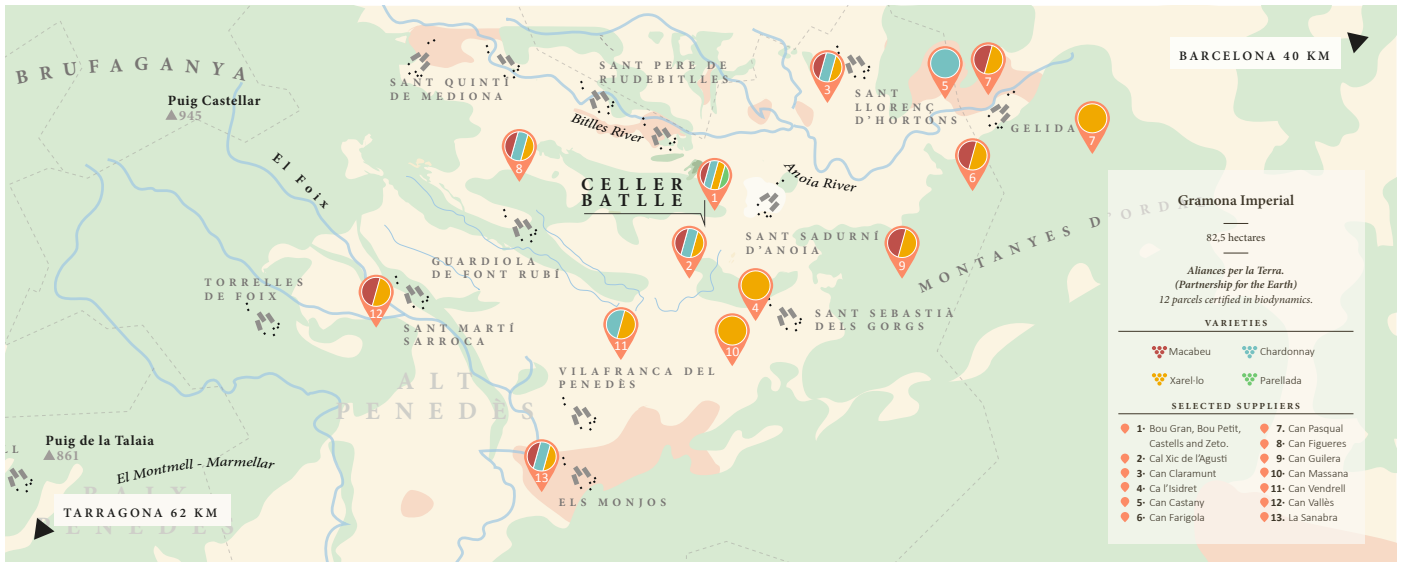 BRUFAGANYA
Puig Castellar
945
SANT QUINTÍ
DE MEDIONA
SANT PERE DE
RIUDEBITLLES
Bitlles River
El Foix
8
CELLER
BATLLE
1
3
SANT
LLORENÇ
D'HORTONS
5
7
GELIDA
7
6
BARCELONA 40 KM
Anoia River
SANT SADURNÍ
D'ANOIA
2
9
MONTANYES D'ORDA
GUARDIOLA
DE FONT RUBÍ
TORRELLES
DE FOIX
12
SANT MARTÍ
SARROCA
4
SANT SEBASTIÀ
DELS GORGS
11
10
VILAFRANCA DEL
PENEDÈS
ALT
PENEDÈS
13
ELS MONJOS
Puig de la Talaia
861
LL
El Montmell - Marmellar
BAIX
PENEDÈS
TARRAGONA 62 KM
Gramona Imperial
82,5 hectares
Aliances per la Terra.
(Partnership for the Earth)
12 parcels certified in biodynamics.
VARIETIES
Macabeu
Chardonnay
Xarel·lo
Parellada
SELECTED SUPPLIERS
1· Bou Gran, Bou Petit,
Castells and Zeto.
2· Cal Xic de l'Agustí
3· Can Claramunt
4· Ca l'Isidret
5· Can Castany
6· Can Farigola
7. Can Pasqual
8· Can Figueres
9· Can Guilera
10· Can Massana
11· Can Vendrell
12· Can Vallès
13. La Sanabra